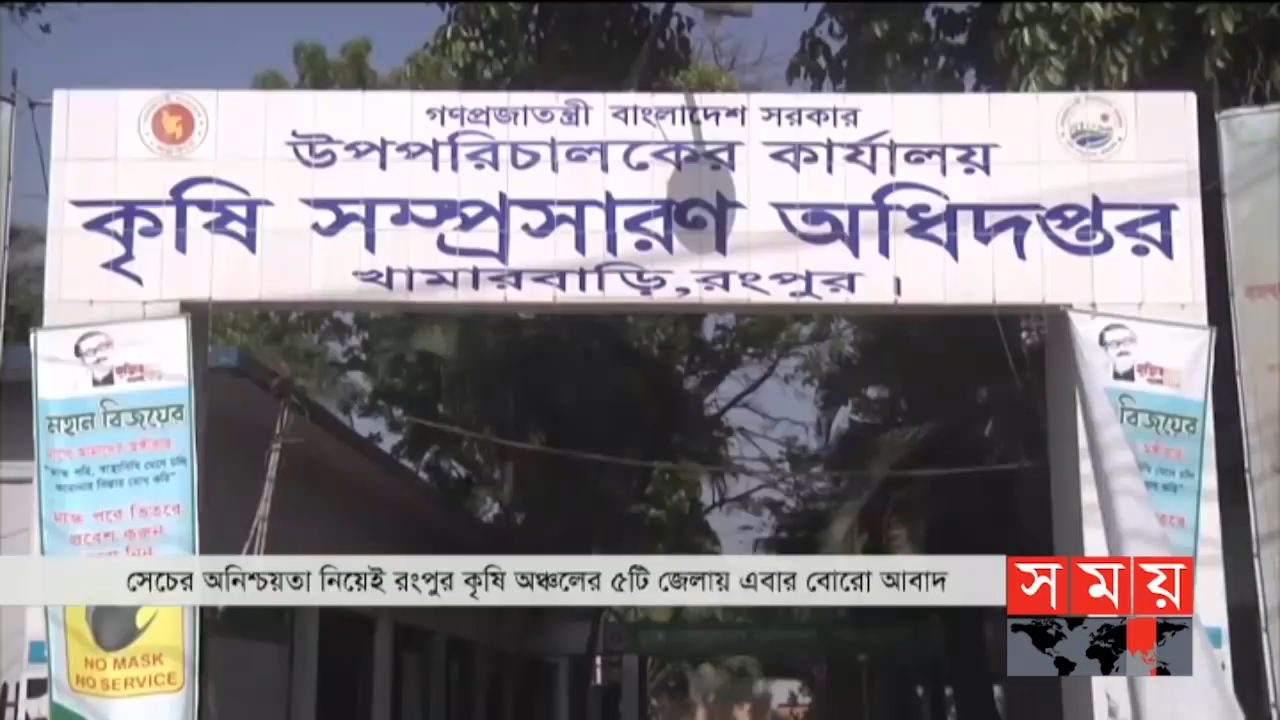 গণপ্রজাতন্ত্রী বাংলাদেশ সরকার
উপপরিচালকের কার্যালয়
কৃষি সম্প্রসারণ অধিদপ্তর
খামারবাড়ি, রংপুর ।
মহান বিজয়ের
মাস্ক পরে ভিতরে
প্রবেশ করুন
NO MASK
NO SERVICE
বিজয়ের
সেচের অনিশ্চয়তা নিয়েই রংপুর কৃষি অঞ্চলের ৫টি জেলায় এবার বোরো আবাদ
সময়